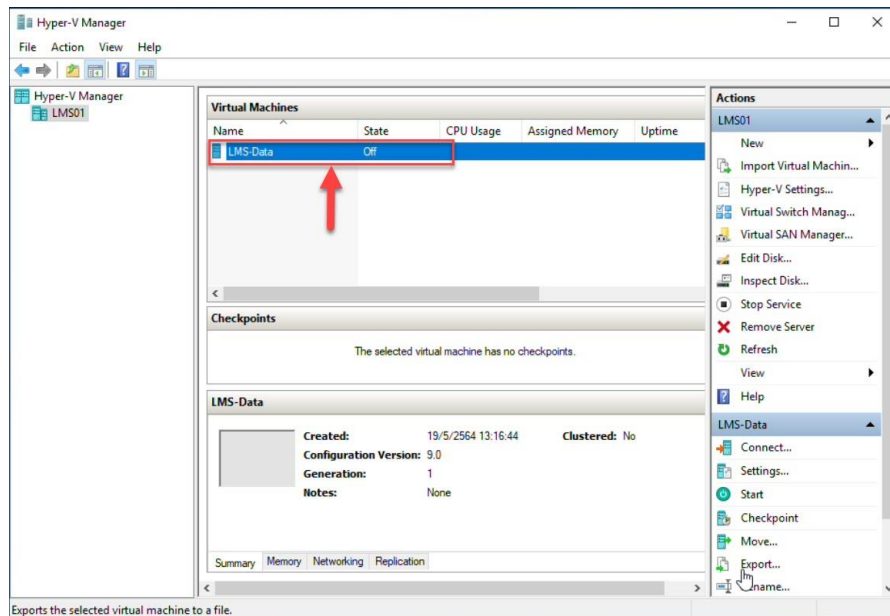 Hyper-V Manager
File Action View Help
Hyper-V Manager
LMS01
Virtual Machines
Name State CPU Usage Assigned Memory Uptime
LMS-Data Off
Checkpoints
The selected virtual machine has no checkpoints.
LMS-Data
Created: 19/5/2564 13:16:44 Clustered: No
Configuration Version: 9.0
Generation: 1
Notes: None
Summary Memory Networking Replication
Actions
LMS01
New
Import Virtual Machin...
Hyper-V Settings...
Virtual Switch Manag...
Virtual SAN Manager...
Edit Disk...
Inspect Disk...
Stop Service
Remove Server
Refresh
View
Help
LMS-Data
Connect...
Settings...
Start
Checkpoint
Move...
Export...
Exports the selected virtual machine to a file.